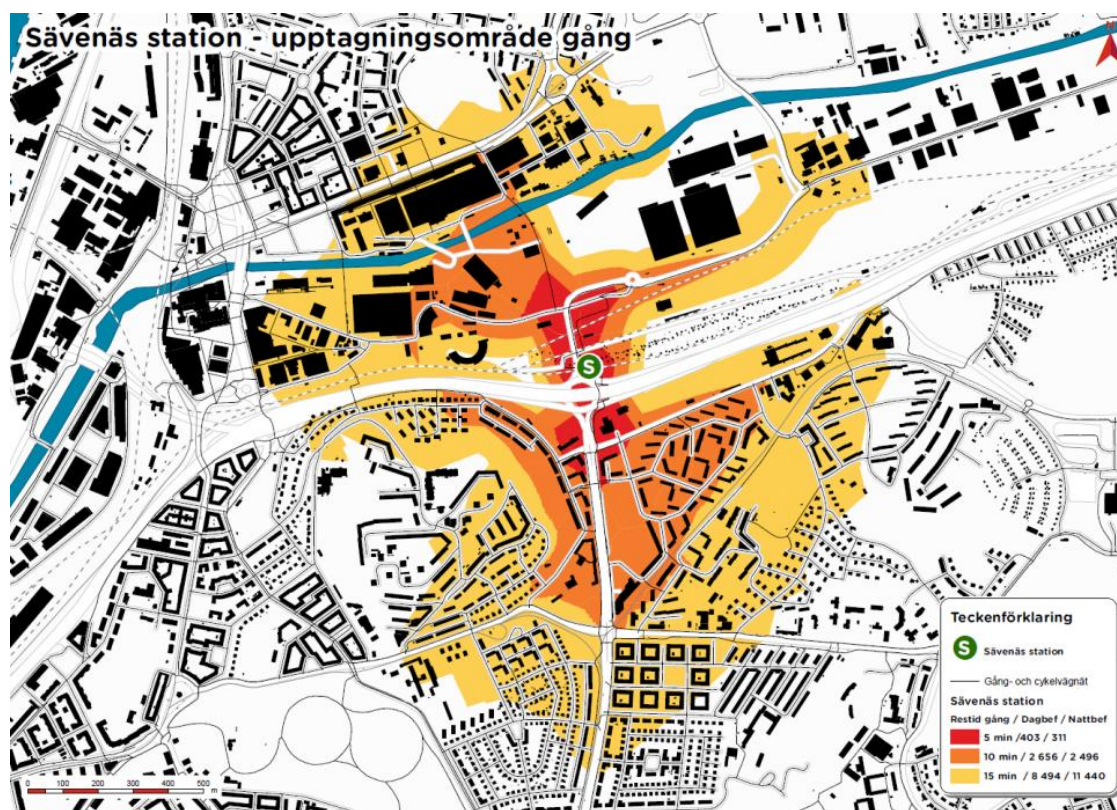 Sävenäs station - upptagningsområde gång
N
Teckenförklaring
S
S Sävenäs station
Gång- och cykelvägnät
Sävenäs station
Restid gång / Dagbef / Nattbef
5 min /403 / 311
10 min / 2 656 / 2 496
15 min / 8 494 / 11 440
0 50 100 200 300 400 500
m